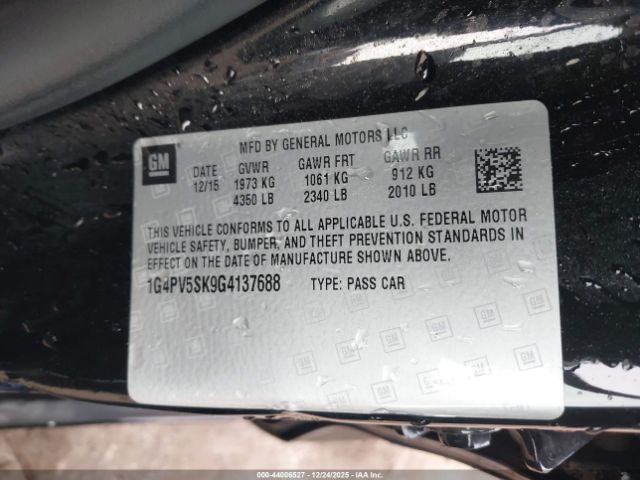 GM
MFD BY GENERAL MOTORS LLC
DATE GVWR GAWR FRT GAWR RR
12/15 1973 KG 1061 KG 912 KG
4350 LB 2340 LB 2010 LB
THIS VEHICLE CONFORMS TO ALL APPLICABLE U.S. FEDERAL MOTOR
VEHICLE SAFETY, BUMPER, AND THEFT PREVENTION STANDARDS IN
EFFECT ON THE DATE OF MANUFACTURE SHOWN ABOVE.
1G4PV5SK9G4137688 TYPE: PASS CAR
000-44006527 - 12/24/2025 - IAAI.COM